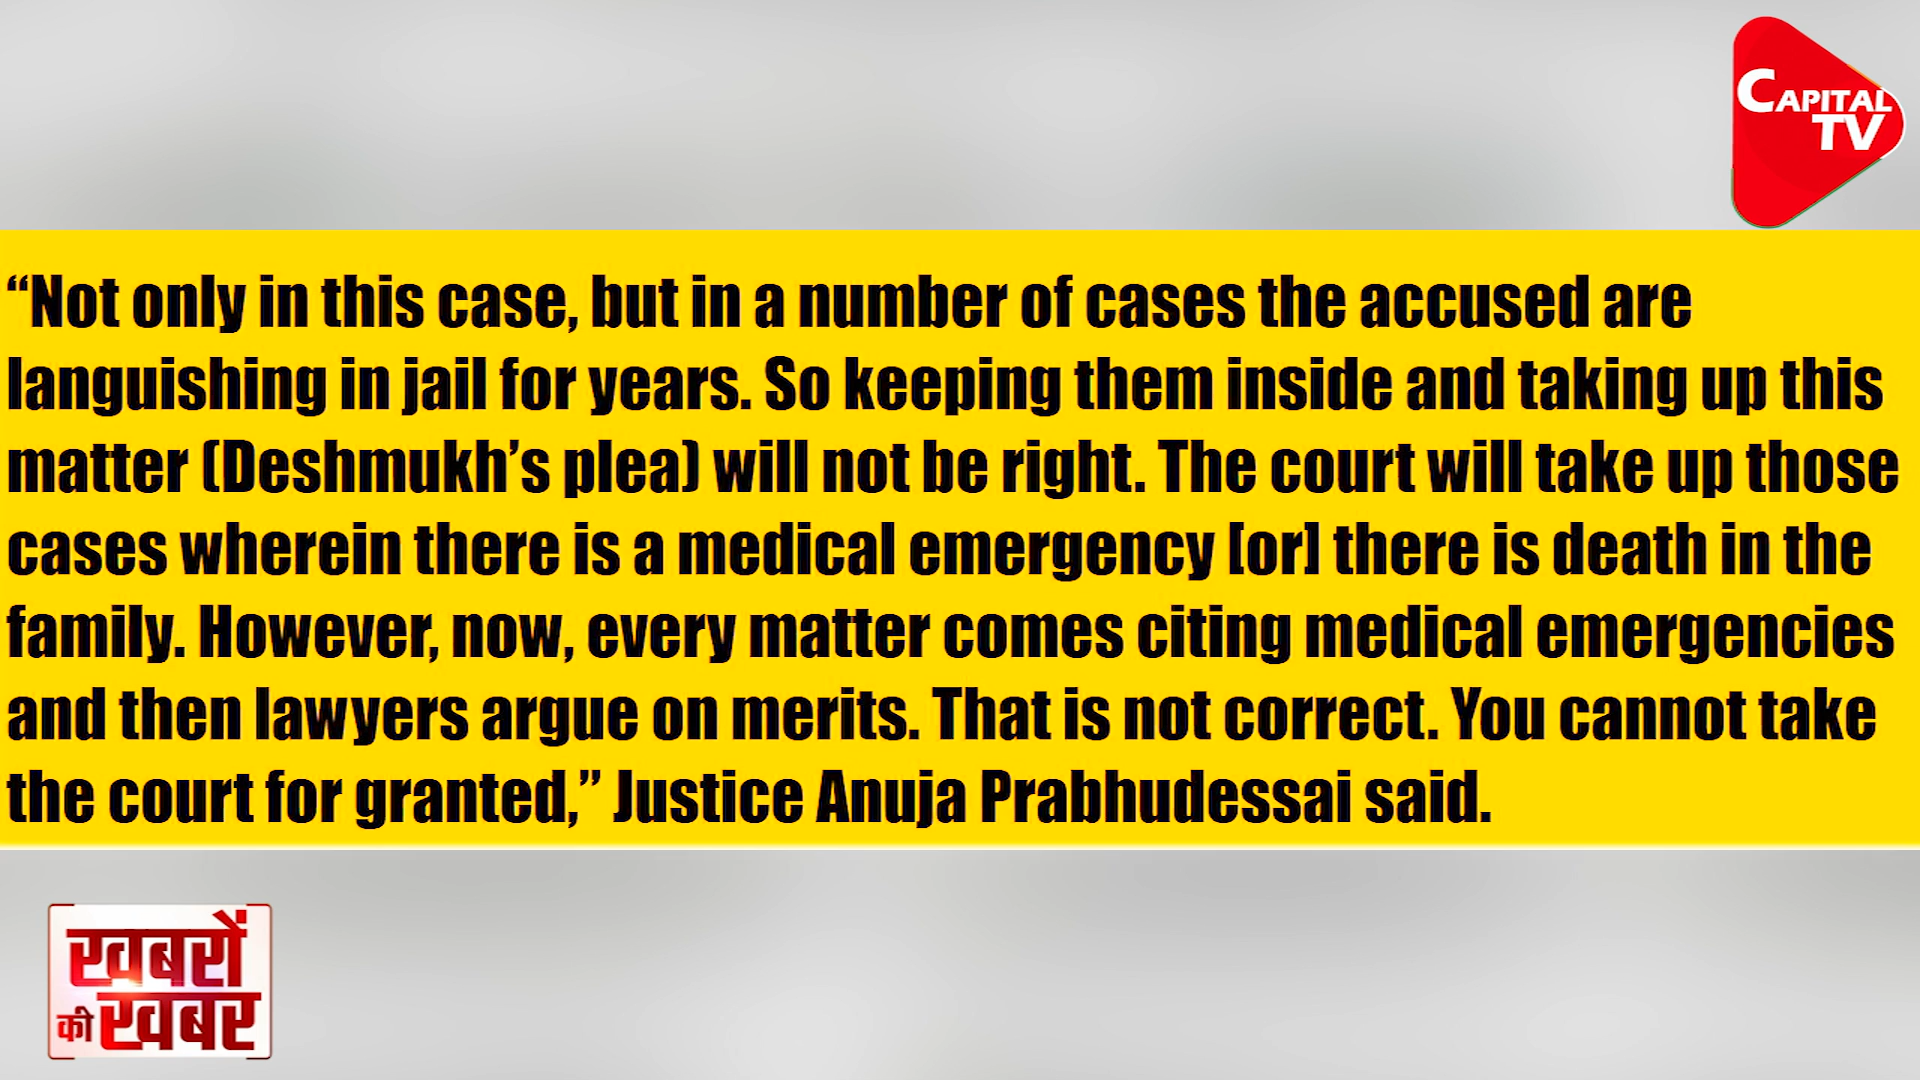 CAPITAL
TV
“Not only in this case, but in a number of cases the accused are
languishing in jail for years. So keeping them inside and taking up this
matter (Deshmukh’s plea) will not be right. The court will take up those
cases wherein there is a medical emergency [or] there is death in the
family. However, now, every matter comes citing medical emergencies
and then lawyers argue on merits. That is not correct. You cannot take
the court for granted,” Justice Anuja Prabhudessai said.
खबरों
की खबर